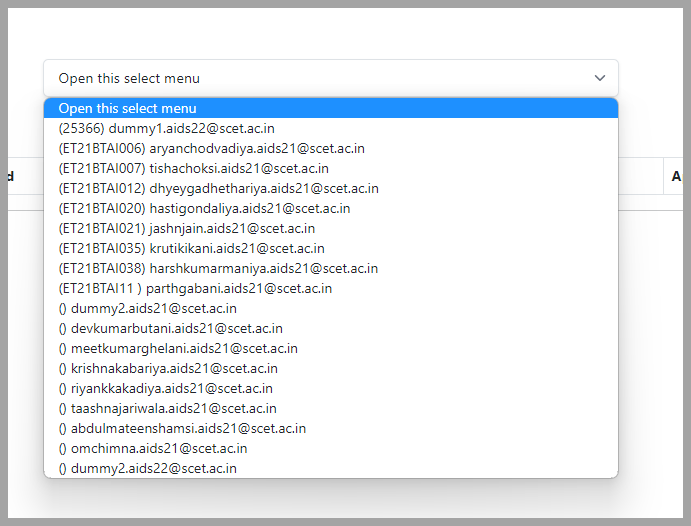 Open this select menu
Open this select menu
(25366) dummy1.aids22@scet.ac.in
(ET21BTAI006) aryanchodvadiya.aids21@scet.ac.in
(ET21BTAI007) tishachoksi.aids21@scet.ac.in
(ET21BTAI012) dhyeygadhethariya.aids21@scet.ac.in
(ET21BTAI020) hastigondaliya.aids21@scet.ac.in
(ET21BTAI021) jashnjain.aids21@scet.ac.in
(ET21BTAI035) krutikikani.aids21@scet.ac.in
(ET21BTAI038) harshkumarmaniya.aids21@scet.ac.in
(ET21BTAI11 ) parthgabani.aids21@scet.ac.in
() dummy2.aids21@scet.ac.in
() devkumarbutani.aids21@scet.ac.in
() meetkumarghelani.aids21@scet.ac.in
() krishnakabariya.aids21@scet.ac.in
() riyankkakadiya.aids21@scet.ac.in
() taashnajariwala.aids21@scet.ac.in
() abdulmateenshamsi.aids21@scet.ac.in
() omchimna.aids21@scet.ac.in
() dummy2.aids22@scet.ac.in